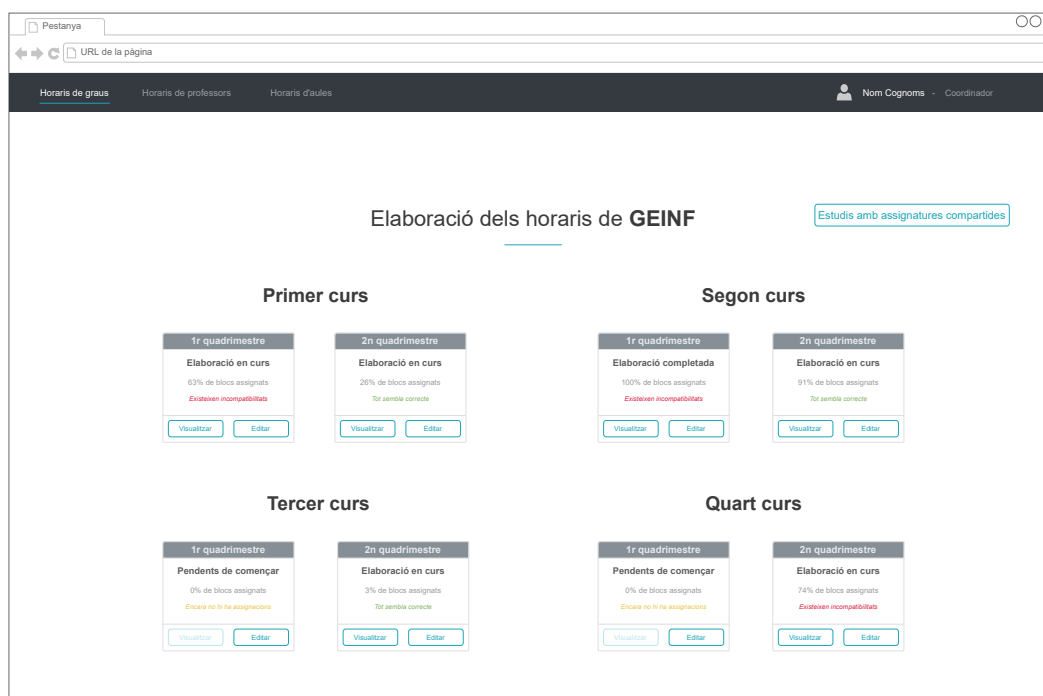 Pestanya
URL de la pàgina
Horaris de graus Horaris de professors Horaris d'aules Nom Cognoms - Coordinador
Elaboració dels horaris de GEINF
Estudis amb assignatures compartides
Primer curs
1r quadrimestre
Elaboració en curs
63% de blocs assignats
Existeixen incompatibilitats
Visualitzar Editar
2n quadrimestre
Elaboració en curs
26% de blocs assignats
Tot sembla correcte
Visualitzar Editar
Segon curs
1r quadrimestre
Elaboració completada
100% de blocs assignats
Existeixen incompatibilitats
Visualitzar Editar
2n quadrimestre
Elaboració en curs
91% de blocs assignats
Tot sembla correcte
Visualitzar Editar
Tercer curs
1r quadrimestre
Pendents de començar
0% de blocs assignats
Encara no hi ha assignacions
Visualitzar Editar
2n quadrimestre
Elaboració en curs
3% de blocs assignats
Tot sembla correcte
Visualitzar Editar
Quart curs
1r quadrimestre
Pendents de començar
0% de blocs assignats
Encara no hi ha assignacions
Visualitzar Editar
2n quadrimestre
Elaboració en curs
74% de blocs assignats
Existeixen incompatibilitats
Visualitzar Editar